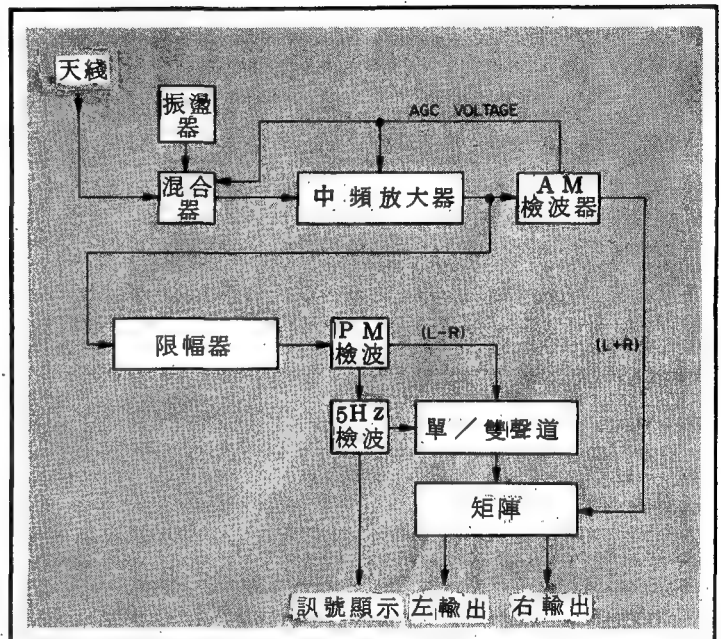 天綫
振盪
器
AGC VOLTAGE
混合
器
中頻放大器
AM
檢波器
限幅器
PM
檢波
(L-R)
(L+R)
5Hz
檢波
單／雙聲道
矩陣
訊號顯示
左輸出
右輸出